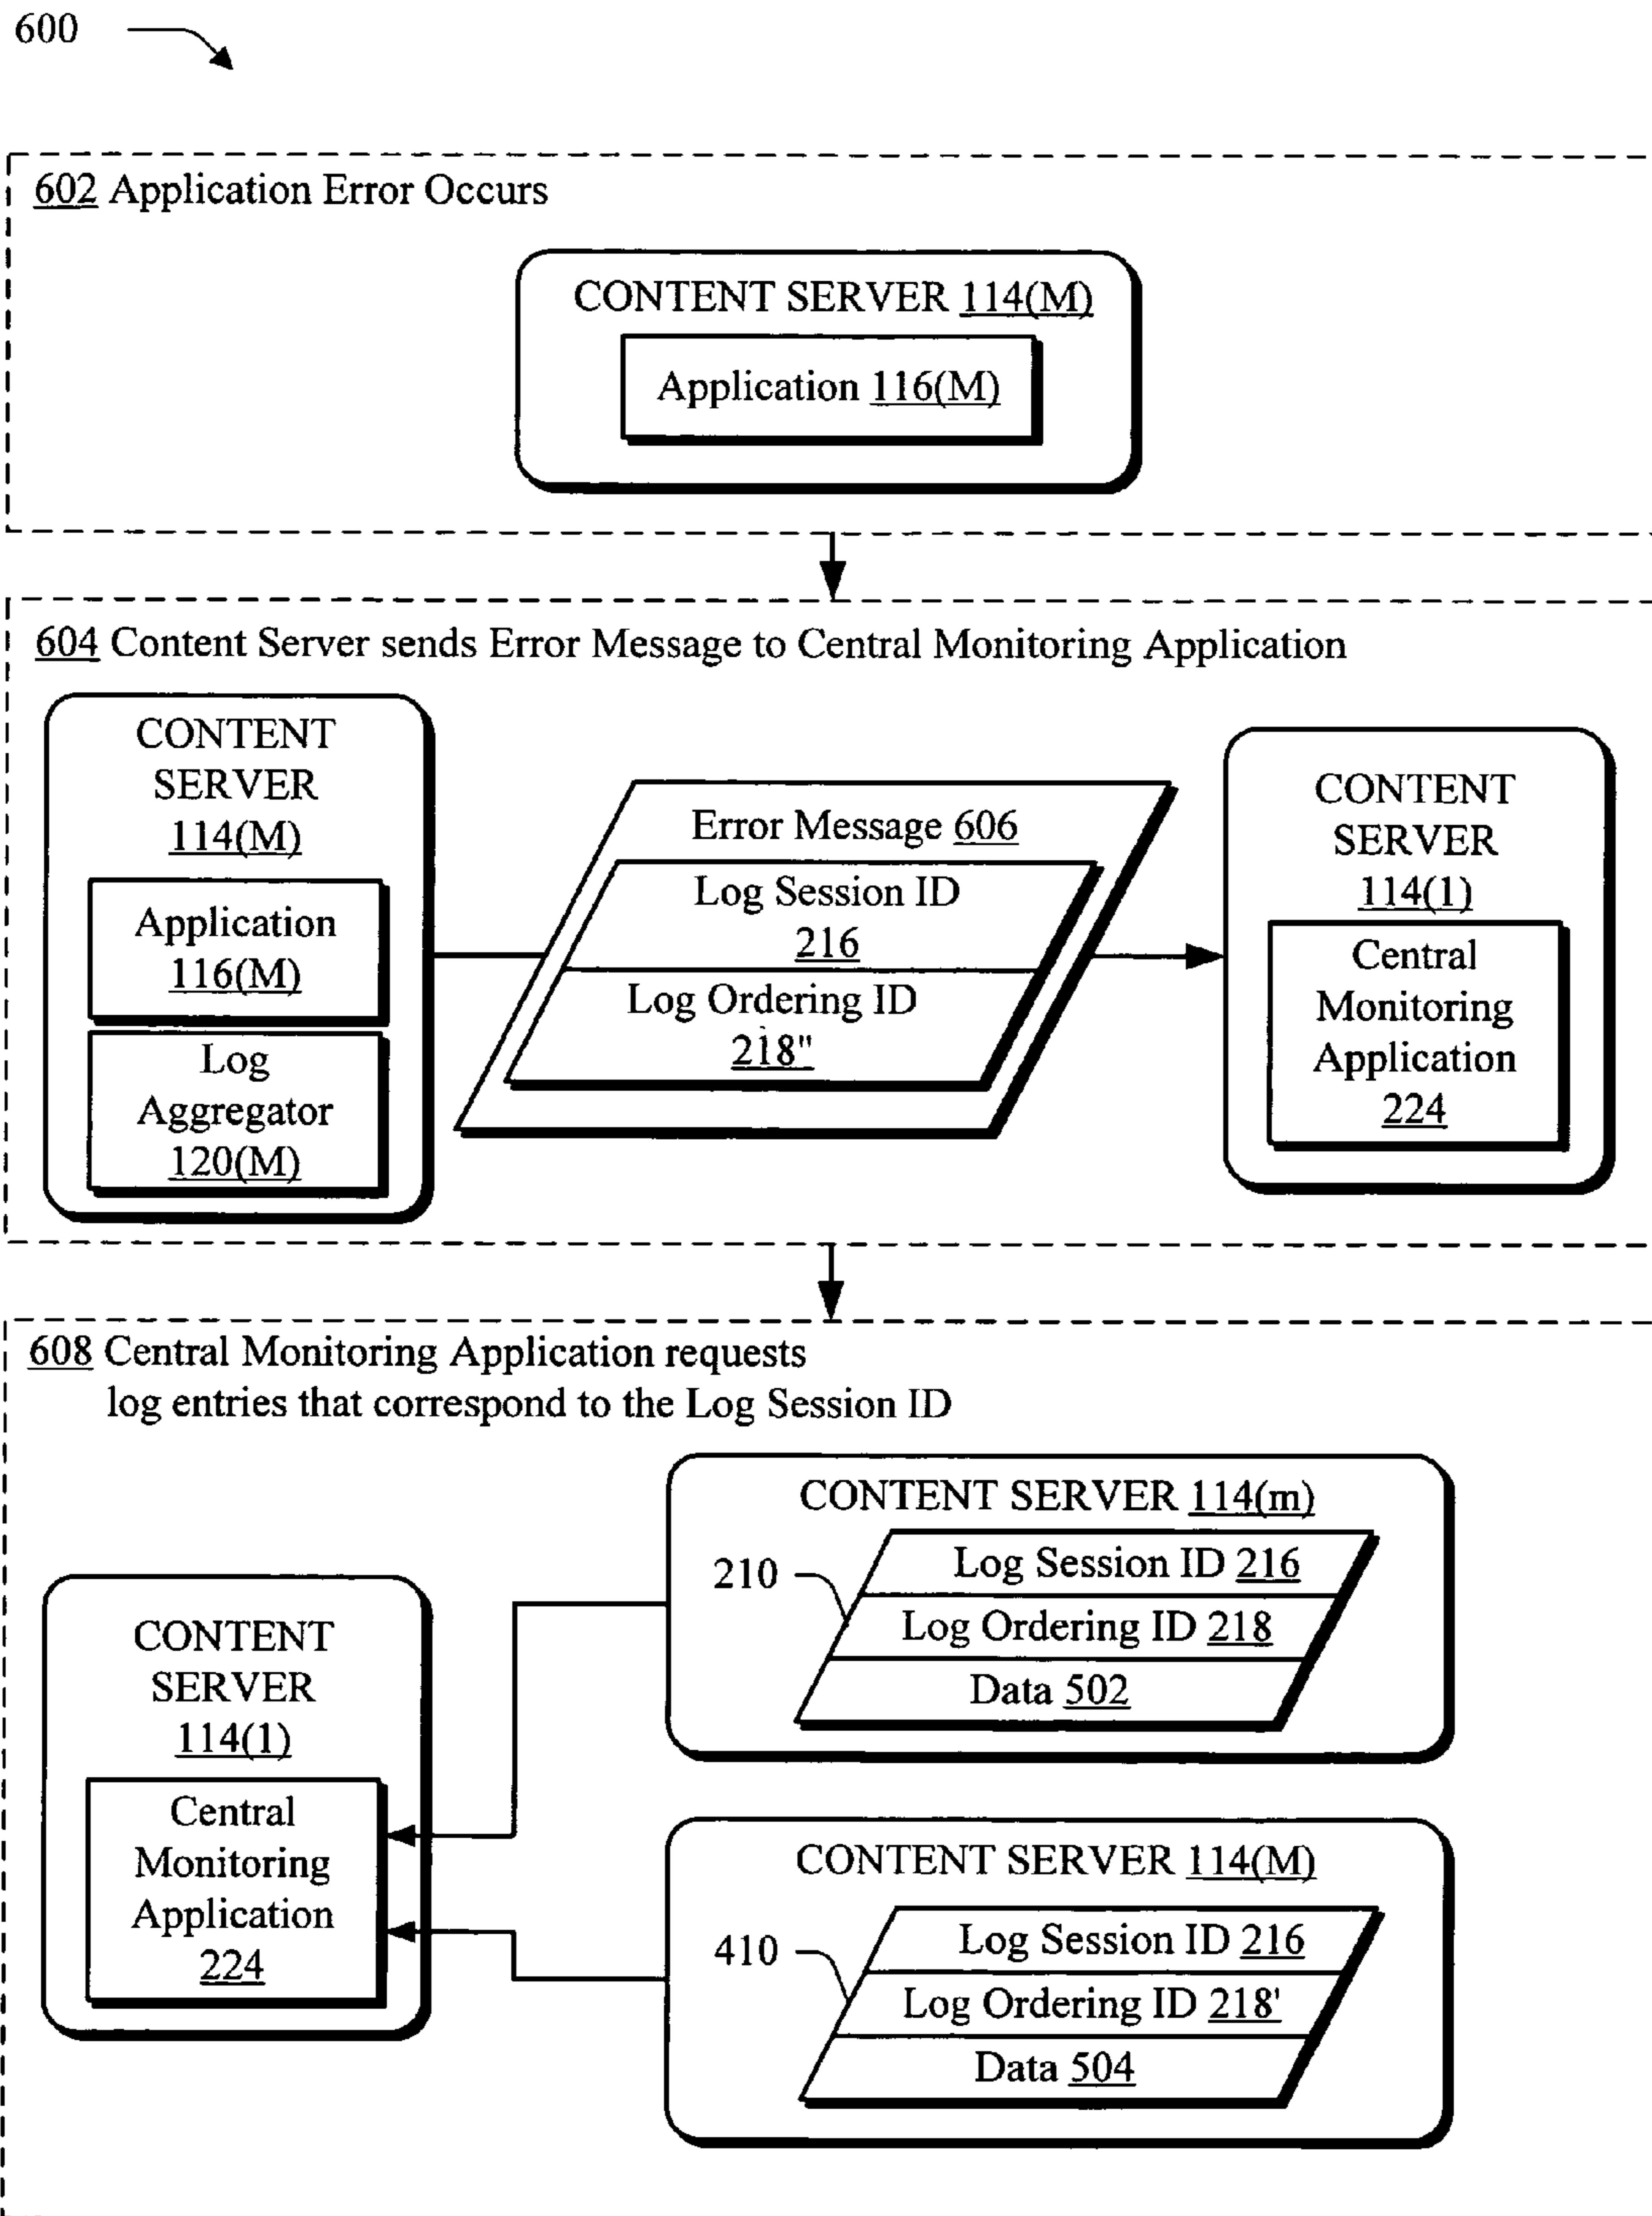 600
602 Application Error Occurs
CONTENT SERVER 114(M)
Application 116(M)
604 Content Server sends Error Message to Central Monitoring Application
CONTENT
SERVER
114(M)
Application
116(M)
Log
Aggregator
120(M)
Error Message 606
Log Session ID
216
Log Ordering ID
218"
CONTENT
SERVER
114(1)
Central
Monitoring
Application
224
608 Central Monitoring Application requests
log entries that correspond to the Log Session ID
CONTENT
SERVER
114(1)
Central
Monitoring
Application
224
CONTENT SERVER 114(m)
210
Log Session ID 216
Log Ordering ID 218
Data 502
CONTENT SERVER 114(M)
410
Log Session ID 216
Log Ordering ID 218'
Data 504